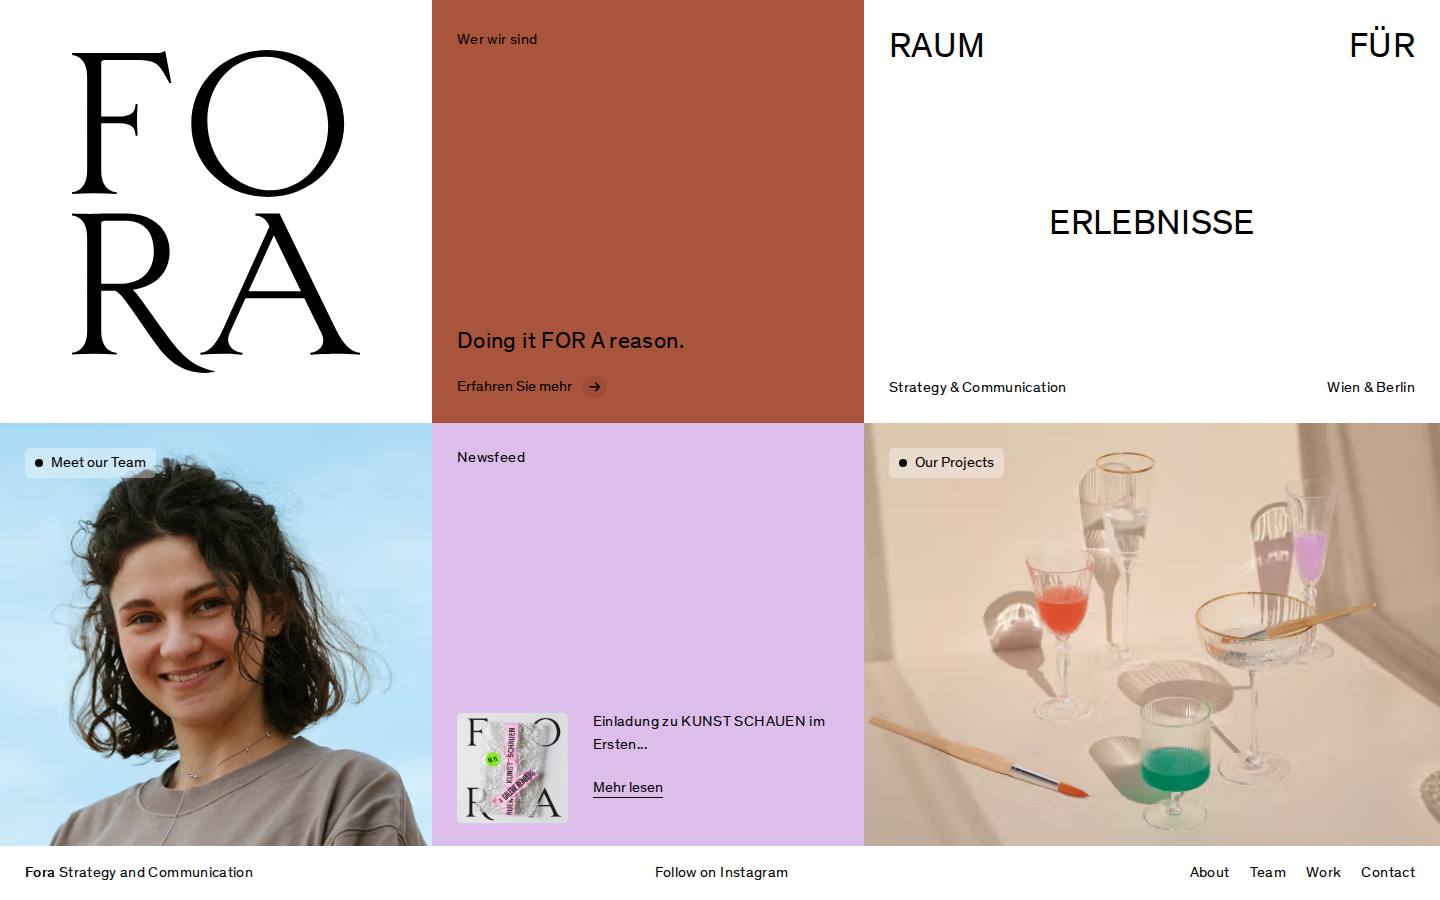 FO
RA
Wer wir sind
Doing it FOR A reason.
Erfahren Sie mehr
RAUM
FÜR
ERLEBNISSE
Strategy & Communication
Wien & Berlin
Meet our Team
Newsfeed
F O
R A
KUNST SCHAUEN
Einladung zu KUNST SCHAUEN im
Ersten...
Mehr lesen
Our Projects
Fora Strategy and Communication
Follow on Instagram
About
Team
Work
Contact